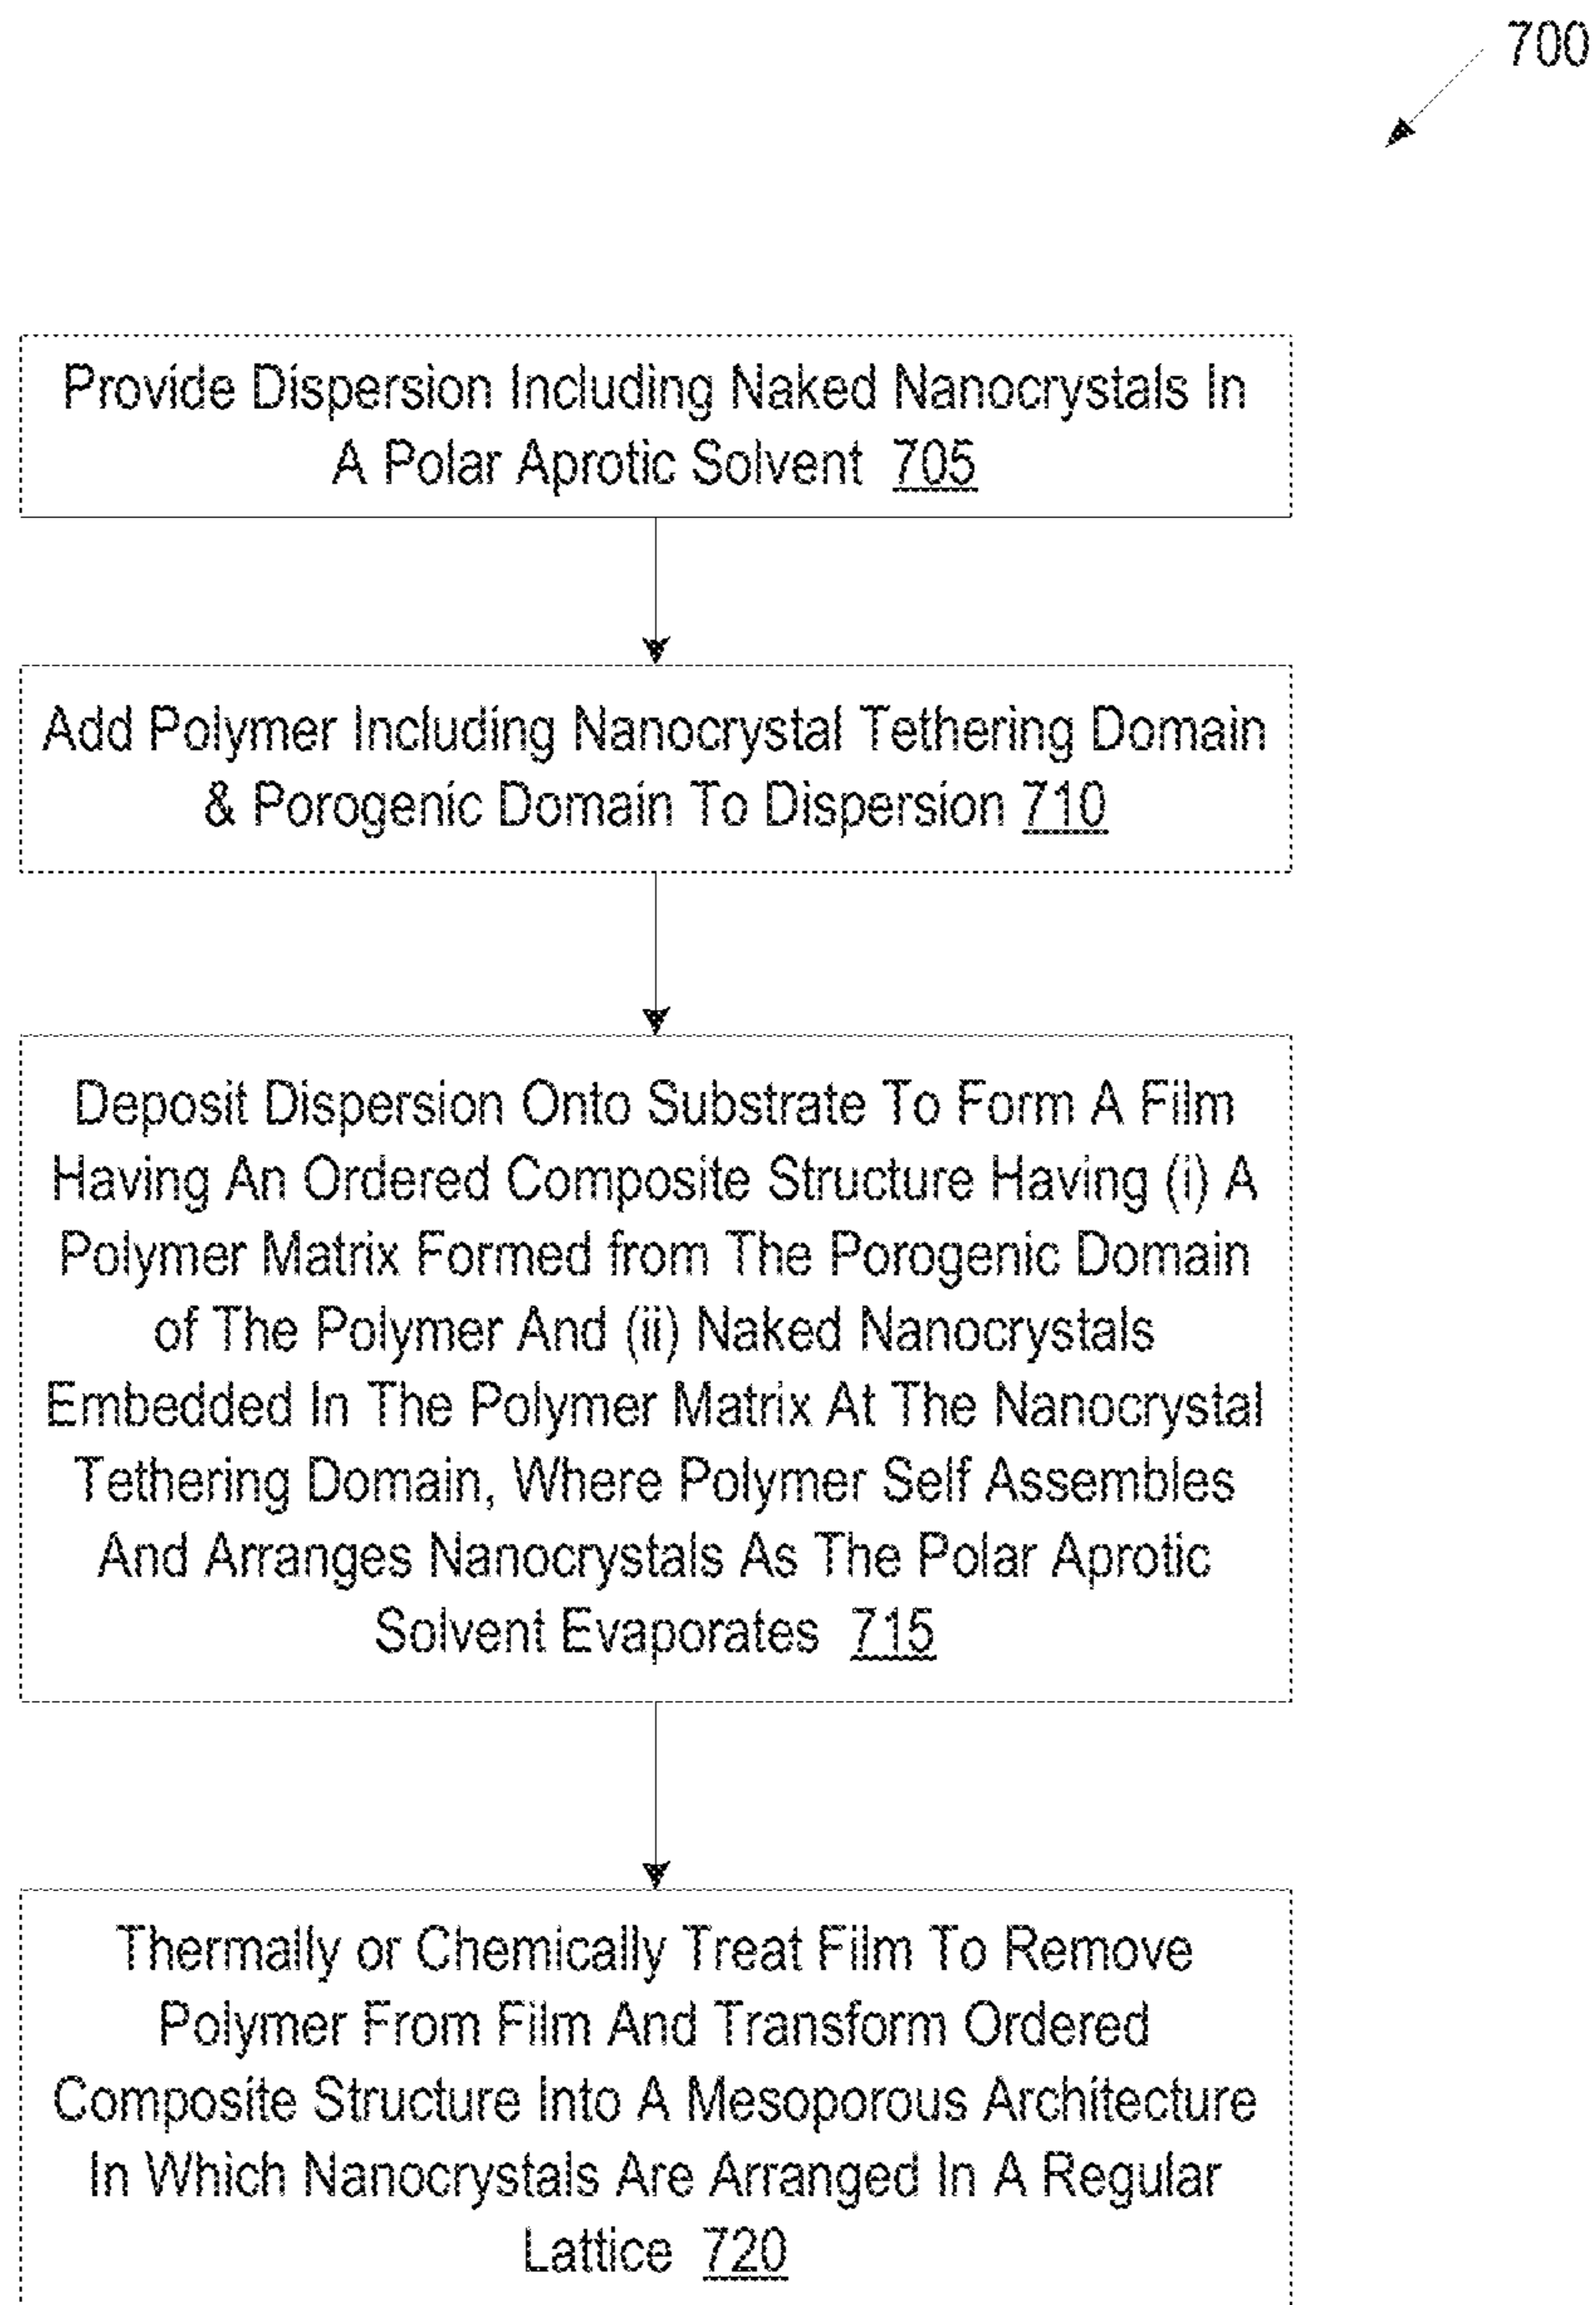 700
Provide Dispersion Including Naked Nanocrystals In
A Polar Aprotic Solvent 705
Add Polymer Including Nanocrystal Tethering Domain
& Porogenic Domain To Dispersion 710
Deposit Dispersion Onto Substrate To Form A Film
Having An Ordered Composite Structure Having (i) A
Polymer Matrix Formed from The Porogenic Domain
of The Polymer And (ii) Naked Nanocrystals
Embedded In The Polymer Matrix At The Nanocrystal
Tethering Domain, Where Polymer Self Assembles
And Arranges Nanocrystals As The Polar Aprotic
Solvent Evaporates 715
Thermally or Chemically Treat Film To Remove
Polymer From Film And Transform Ordered
Composite Structure Into A Mesoporous Architecture
In Which Nanocrystals Are Arranged In A Regular
Lattice 720